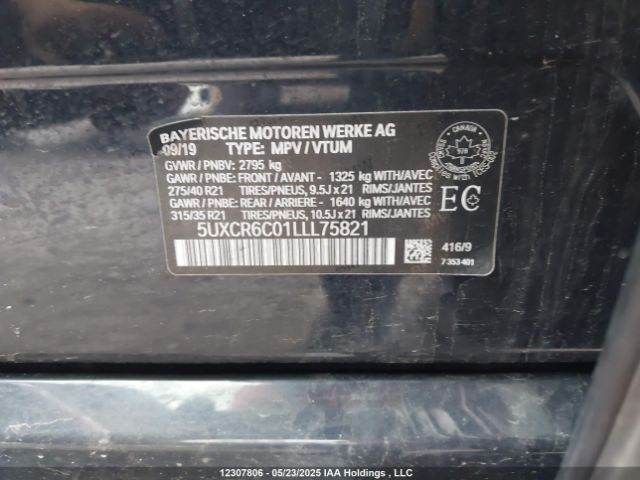 BAYERISCHE MOTOREN WERKE AG
09/19 TYPE: MPV / VTUM
GVWR / PNBV: 2795 kg
GAWR / PNBE: FRONT / AVANT - 1325 kg WITH/AVEC
275/40 R21 TIRES/PNEUS, 9.5J x 21 RIMS/JANTES
GAWR / PNBE: REAR / ARRIERE - 1640 kg WITH/AVEC
315/35 R21 TIRES/PNEUS, 10.5J x 21 RIMS/JANTES
5UXCR6C01LLL75821
CANADA
EC
416/9
7 353 401
12307806 - 05/23/2025 IAA Holdings , LLC